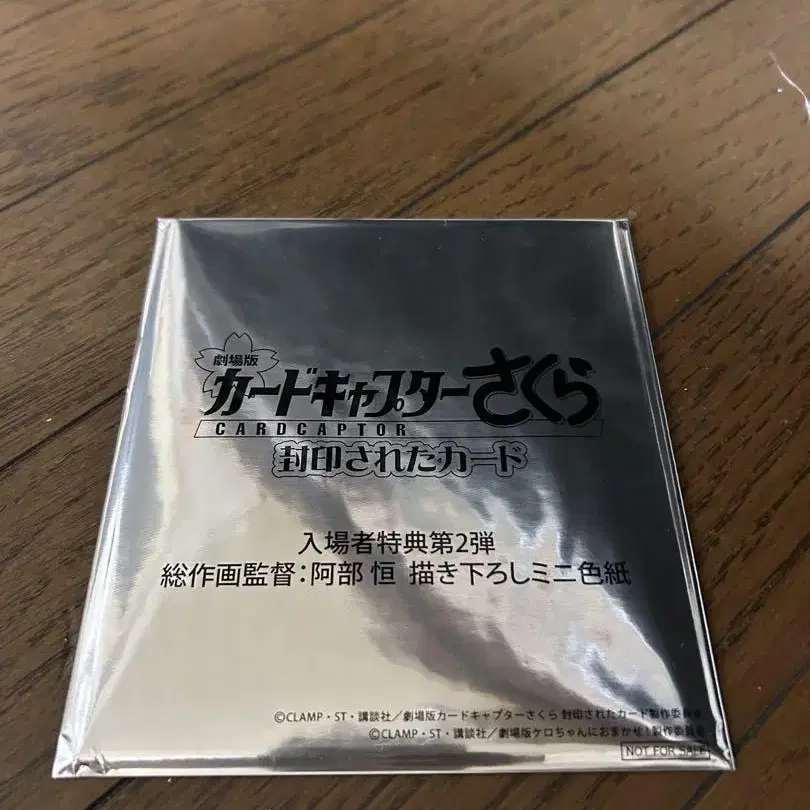 劇場版
カードキャプターさくら
CARDCAPTOR
封印されたカード
入場者特典第2弾
総作画監督：阿部 恒 描き下ろしミニ色紙
©CLAMP・ST・講談社／劇場版カードキャプターさくら 封印されたカード製作委員会
©CLAMP・ST・講談社／劇場版ケロちゃんにおまかせ！製作委員会
NOT FOR SALE